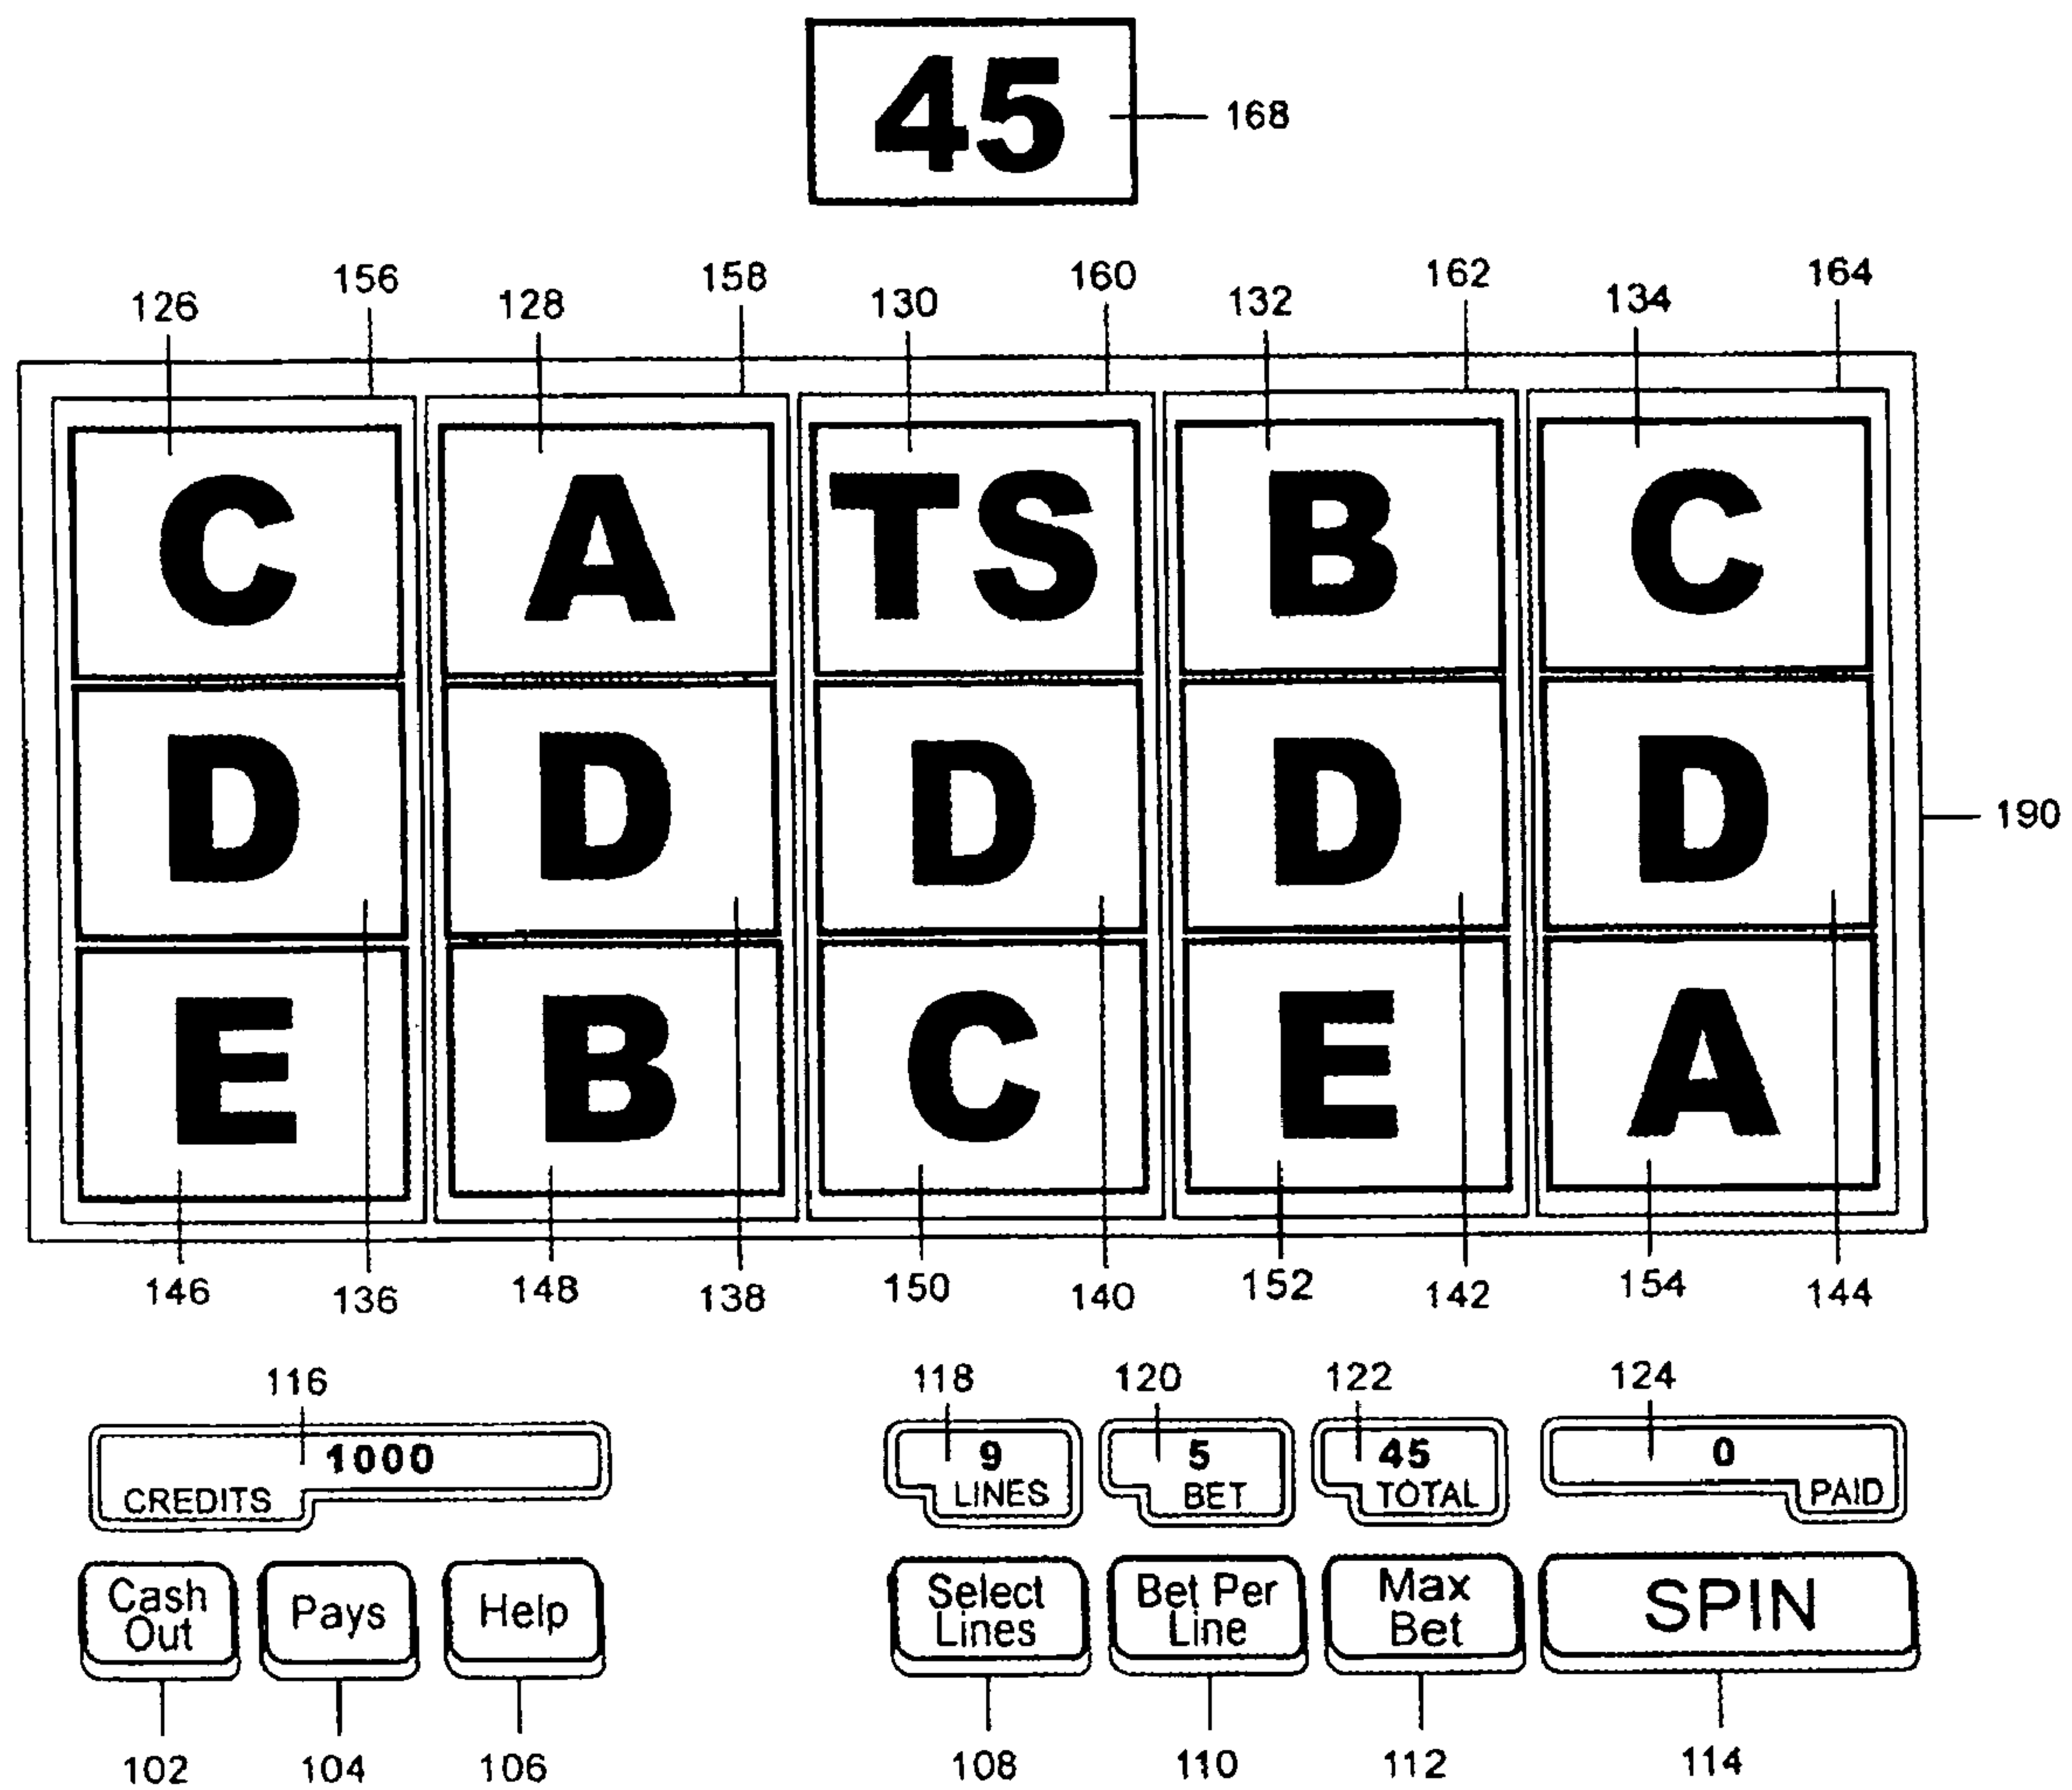 45
168
156 158 160 162 164
126 128 130 132 134
C A TS B C
D D D D D
190
E B C E A
146 136 148 138 150 140 152 142 154 144
116 118 120 122 124
1000 9 5 45 0
CREDITS LINES BET TOTAL PAID
Cash Out Pays Help Select Lines Bet Per Line Max Bet SPIN
102 104 106 108 110 112 114